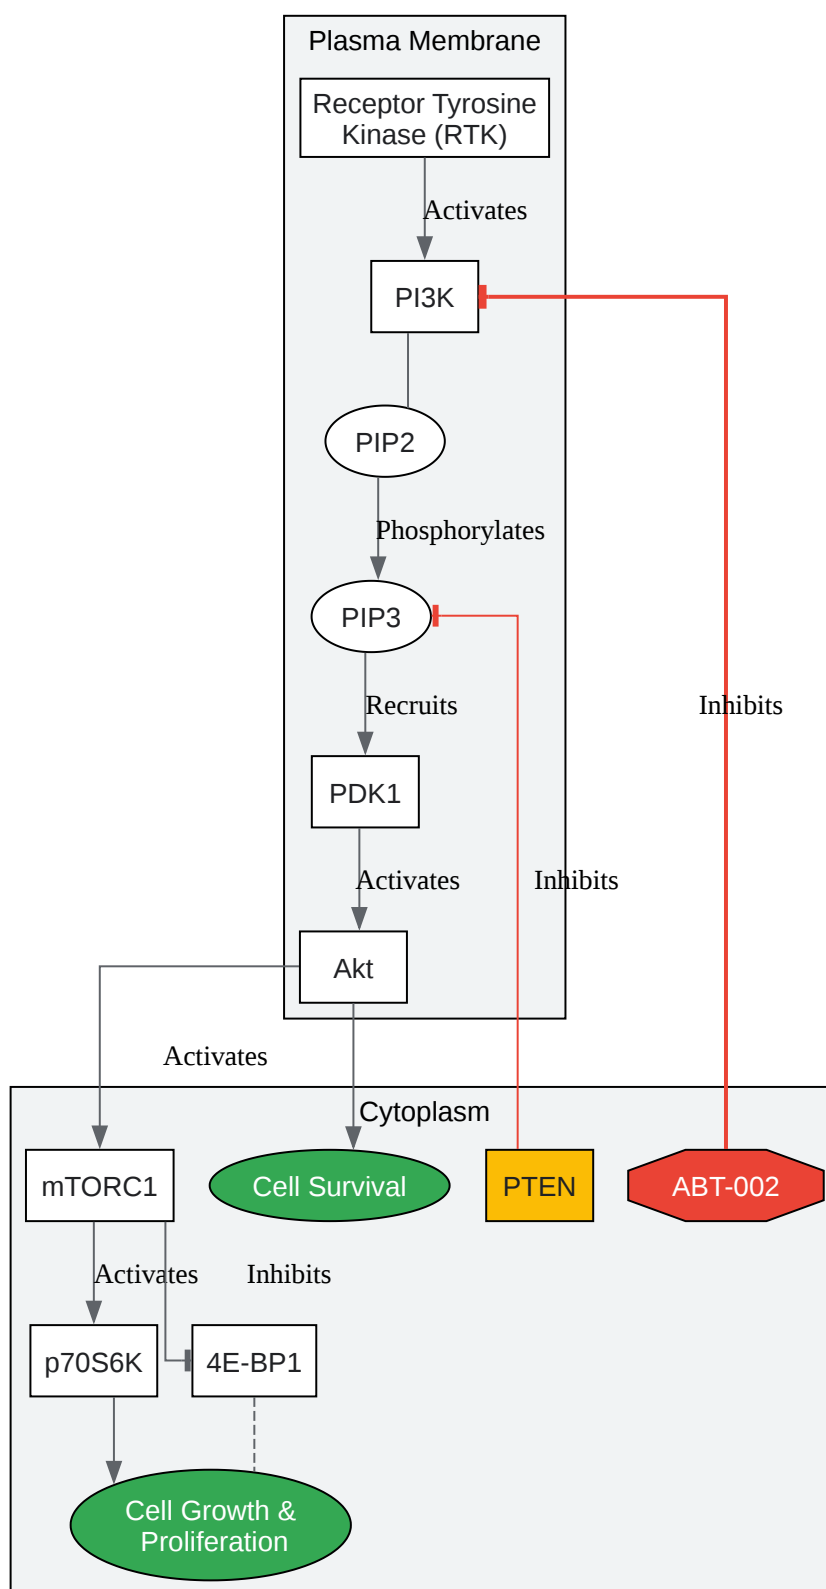 Plasma Membrane
Receptor Tyrosine
Kinase (RTK)
Activates
PI3K
PIP2
Phosphorylates
PIP3
Recruits
Inhibits
PDK1
Activates
Inhibits
Akt
Activates
Cytoplasm
mTORC1
Cell Survival
PTEN
ABT-002
Activates
Inhibits
p70S6K
4E-BP1
Cell Growth &
Proliferation